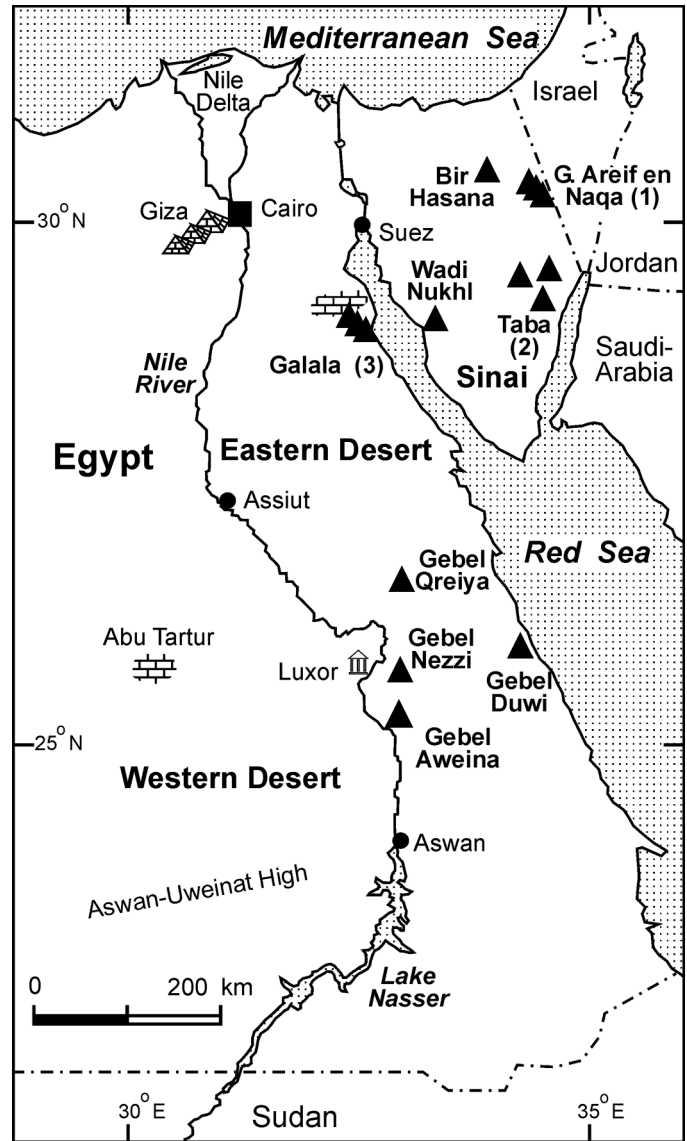 Mediterranean Sea
Nile
Delta
Israel
Bir
Hasana
G. Areif en
Naqa (1)
30° N
Giza
Cairo
Suez
Wadi
Nukhl
Jordan
Taba
(2)
Saudi-
Arabia
Galala (3)
Sinai
Nile
River
Egypt
Eastern Desert
Assiut
Red Sea
Gebel
Qreiya
Abu Tartur
Luxor
Gebel
Nezzi
Gebel
Duwi
25° N
Gebel
Aweina
Western Desert
Aswan
Aswan-Uweinat High
Lake
Nasser
0 200 km
30° E
Sudan
35° E